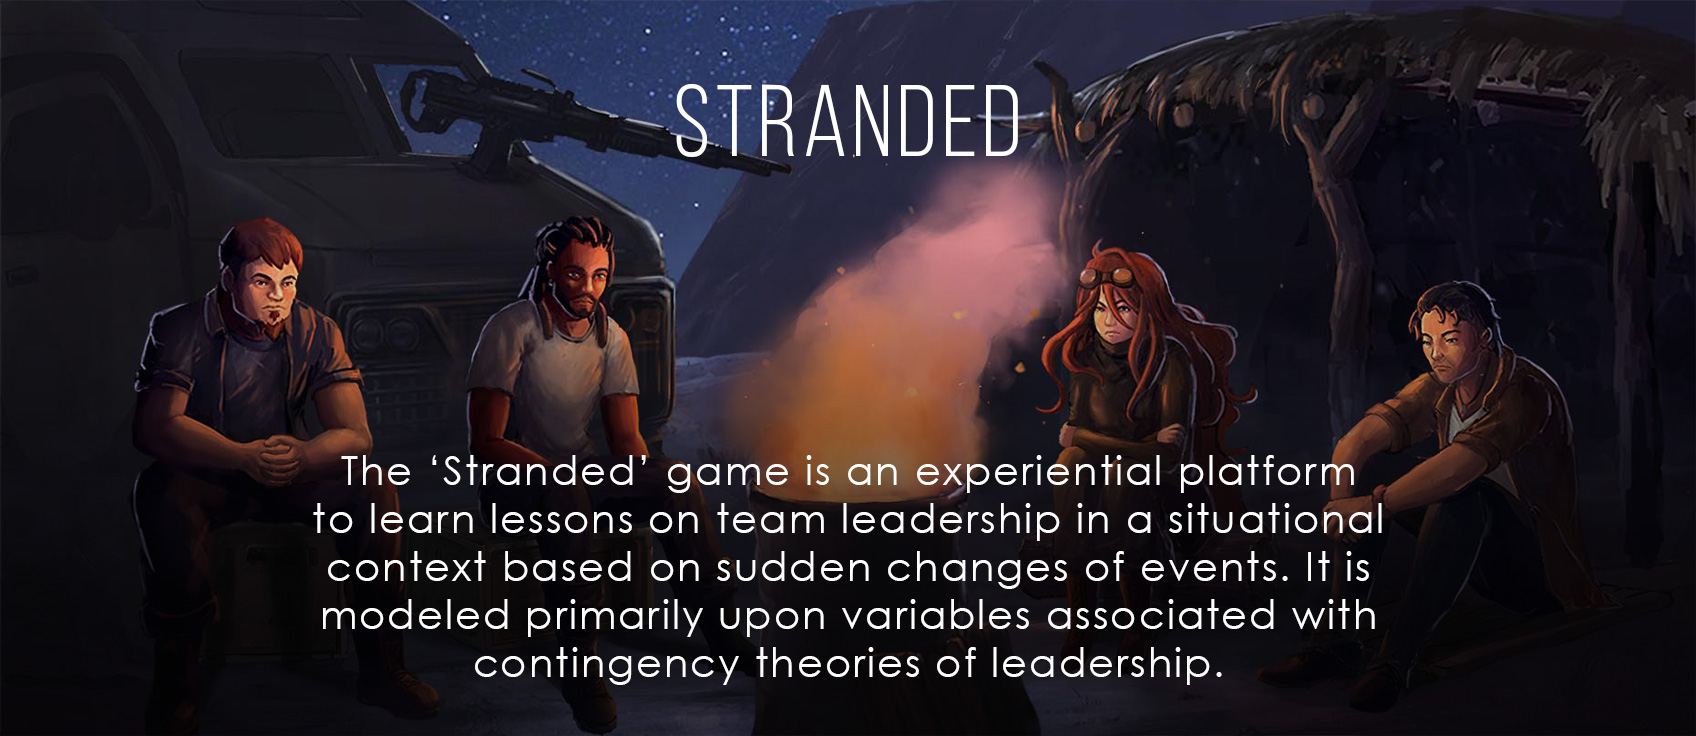 STRANDED
The ‘Stranded’ game is an experiential platform
to learn lessons on team leadership in a situational
context based on sudden changes of events. It is
modeled primarily upon variables associated with
contingency theories of leadership.